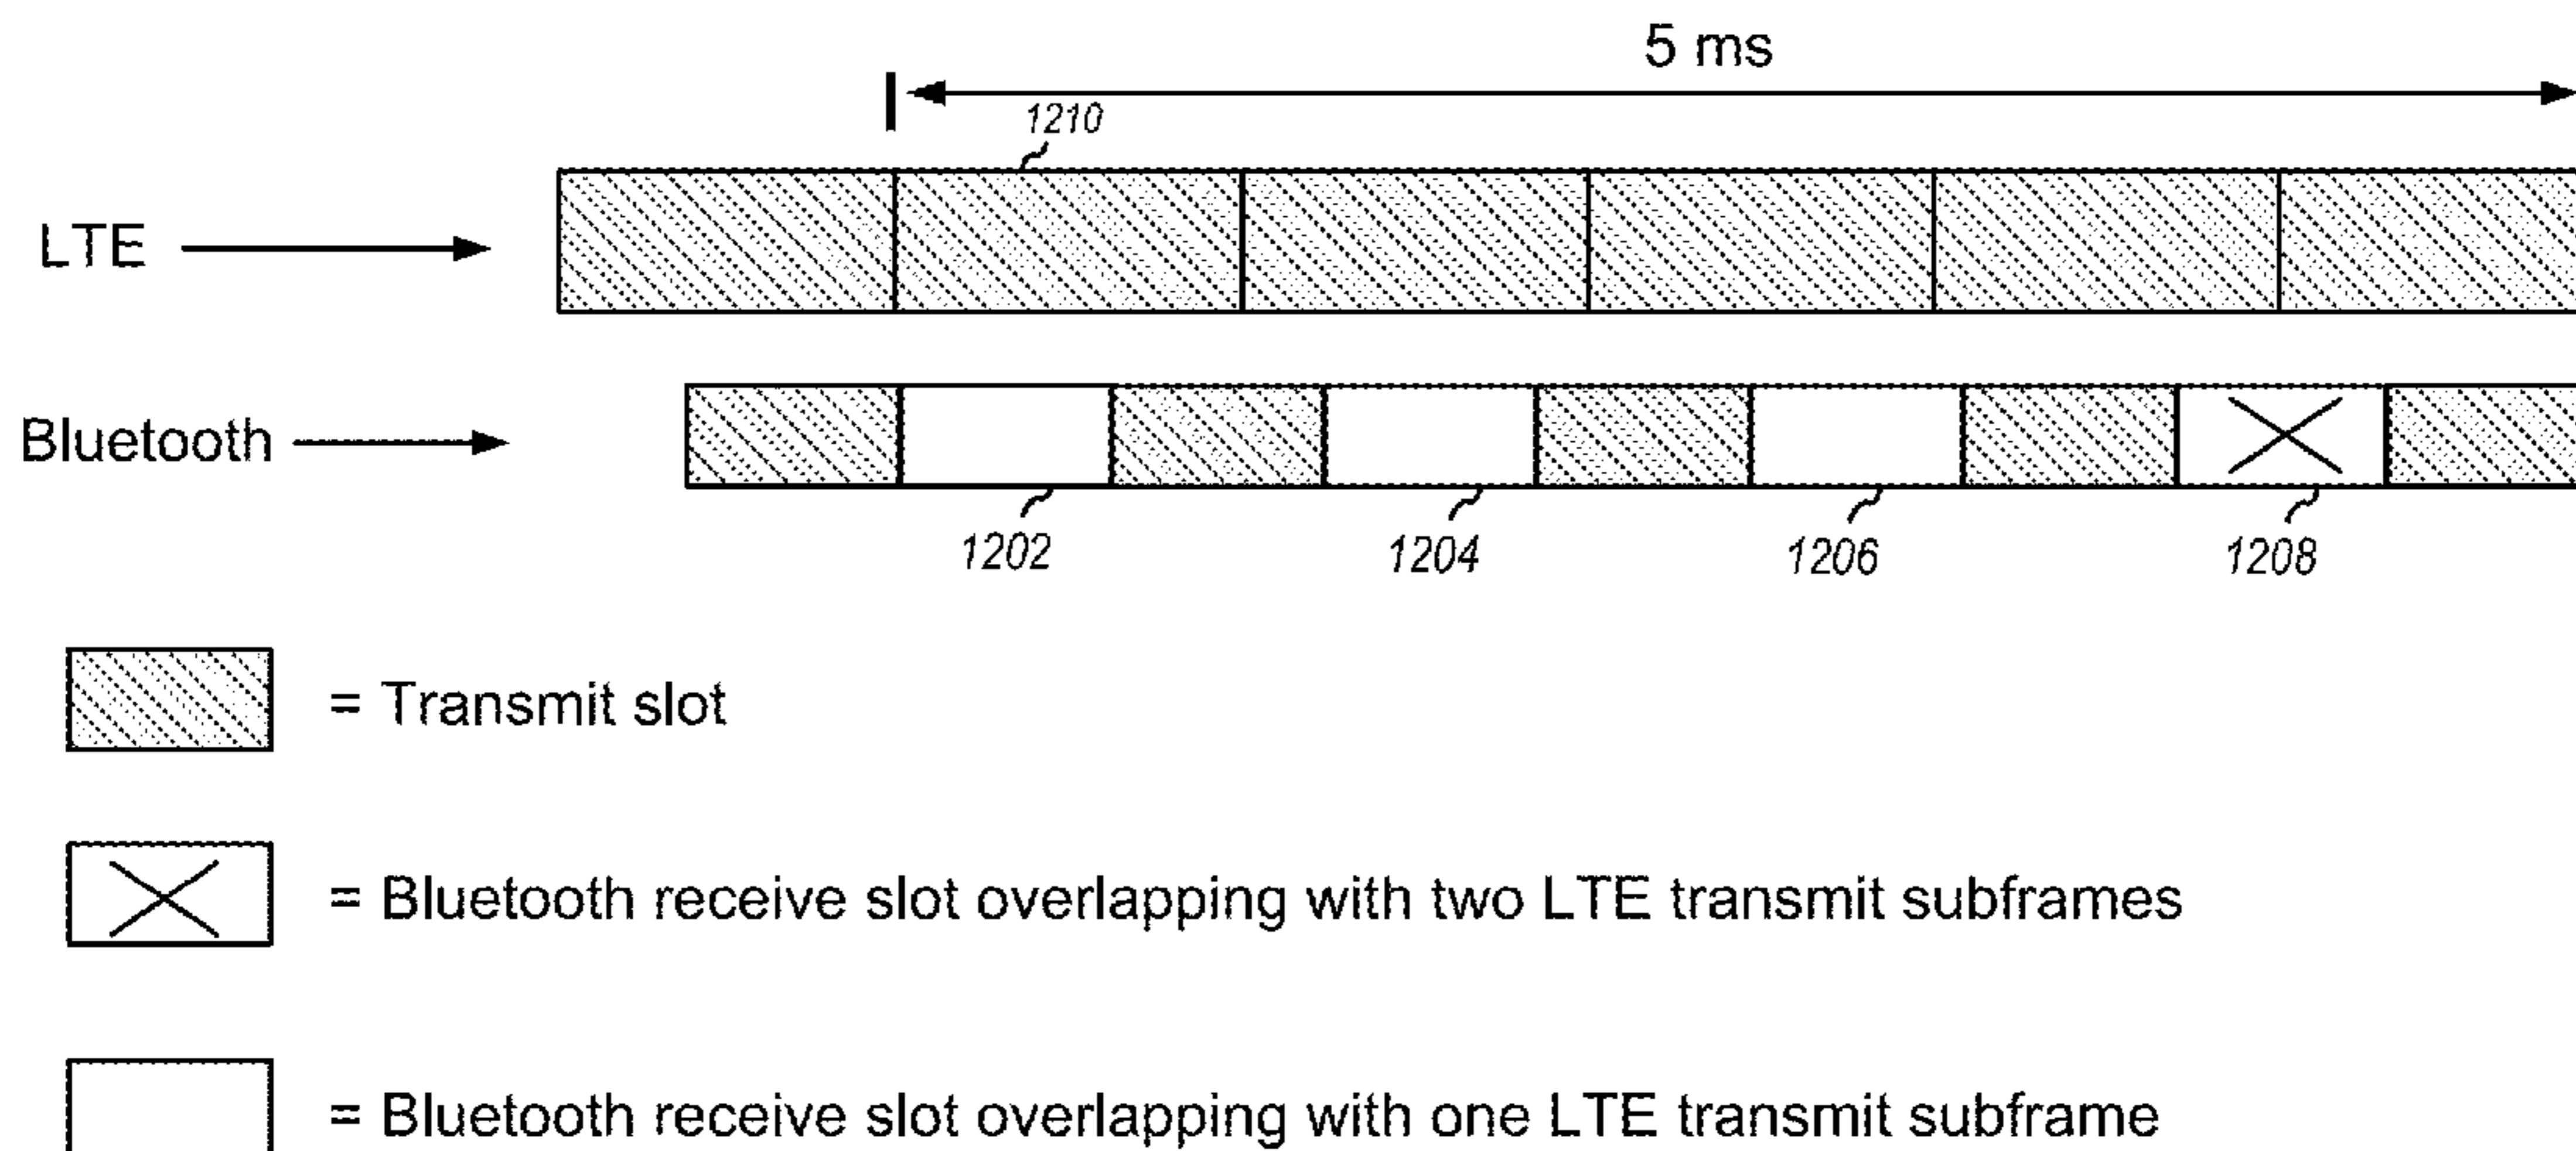 5 ms
1210
LTE
Bluetooth
1202 1204 1206 1208
= Transmit slot
= Bluetooth receive slot overlapping with two LTE transmit subframes
= Bluetooth receive slot overlapping with one LTE transmit subframe